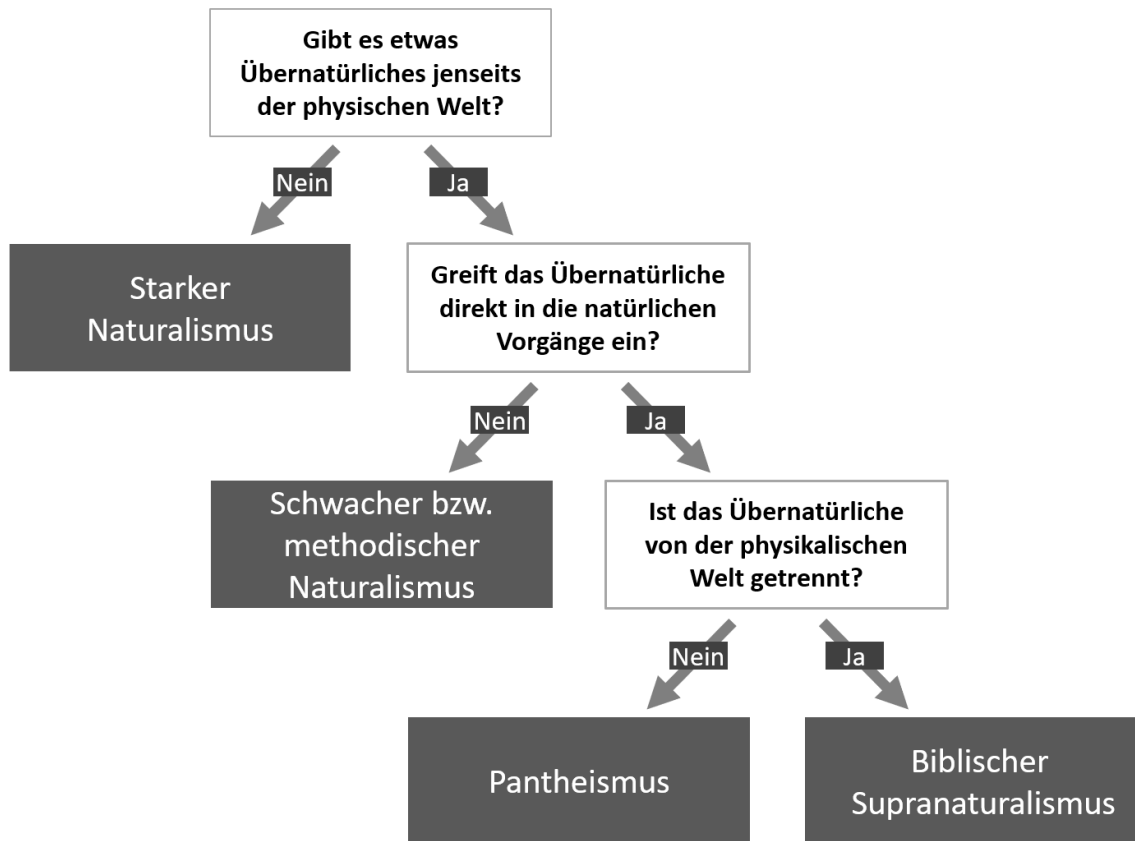 Gibt es etwas
Übernatürliches jenseits
der physischen Welt?
Nein
Ja
Starker
Naturalismus
Greift das Übernatürliche
direkt in die natürlichen
Vorgänge ein?
Nein
Ja
Schwacher bzw.
methodischer
Naturalismus
Ist das Übernatürliche
von der physikalischen
Welt getrennt?
Nein
Ja
Pantheismus
Biblischer
Supranaturalismus